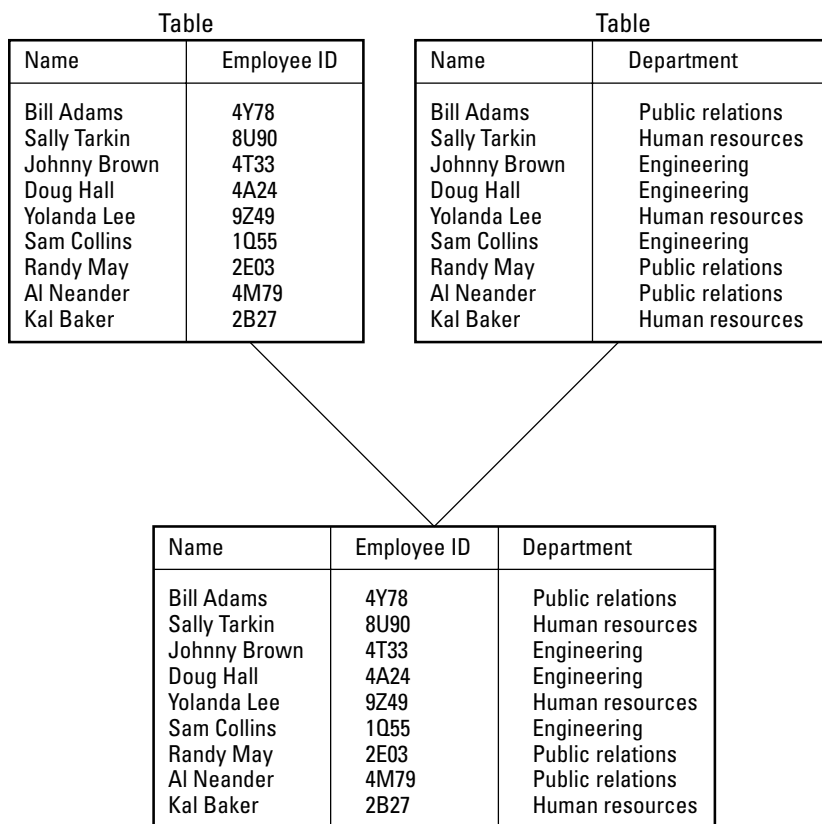 Table
Name Employee ID
Bill Adams 4Y78
Sally Tarkin 8U90
Johnny Brown 4T33
Doug Hall 4A24
Yolanda Lee 9Z49
Sam Collins 1Q55
Randy May 2E03
Al Neander 4M79
Kal Baker 2B27
Table
Name Department
Bill Adams Public relations
Sally Tarkin Human resources
Johnny Brown Engineering
Doug Hall Engineering
Yolanda Lee Human resources
Sam Collins Engineering
Randy May Public relations
Al Neander Public relations
Kal Baker Human resources
Name Employee ID Department
Bill Adams 4Y78 Public relations
Sally Tarkin 8U90 Human resources
Johnny Brown 4T33 Engineering
Doug Hall 4A24 Engineering
Yolanda Lee 9Z49 Human resources
Sam Collins 1Q55 Engineering
Randy May 2E03 Public relations
Al Neander 4M79 Public relations
Kal Baker 2B27 Human resources